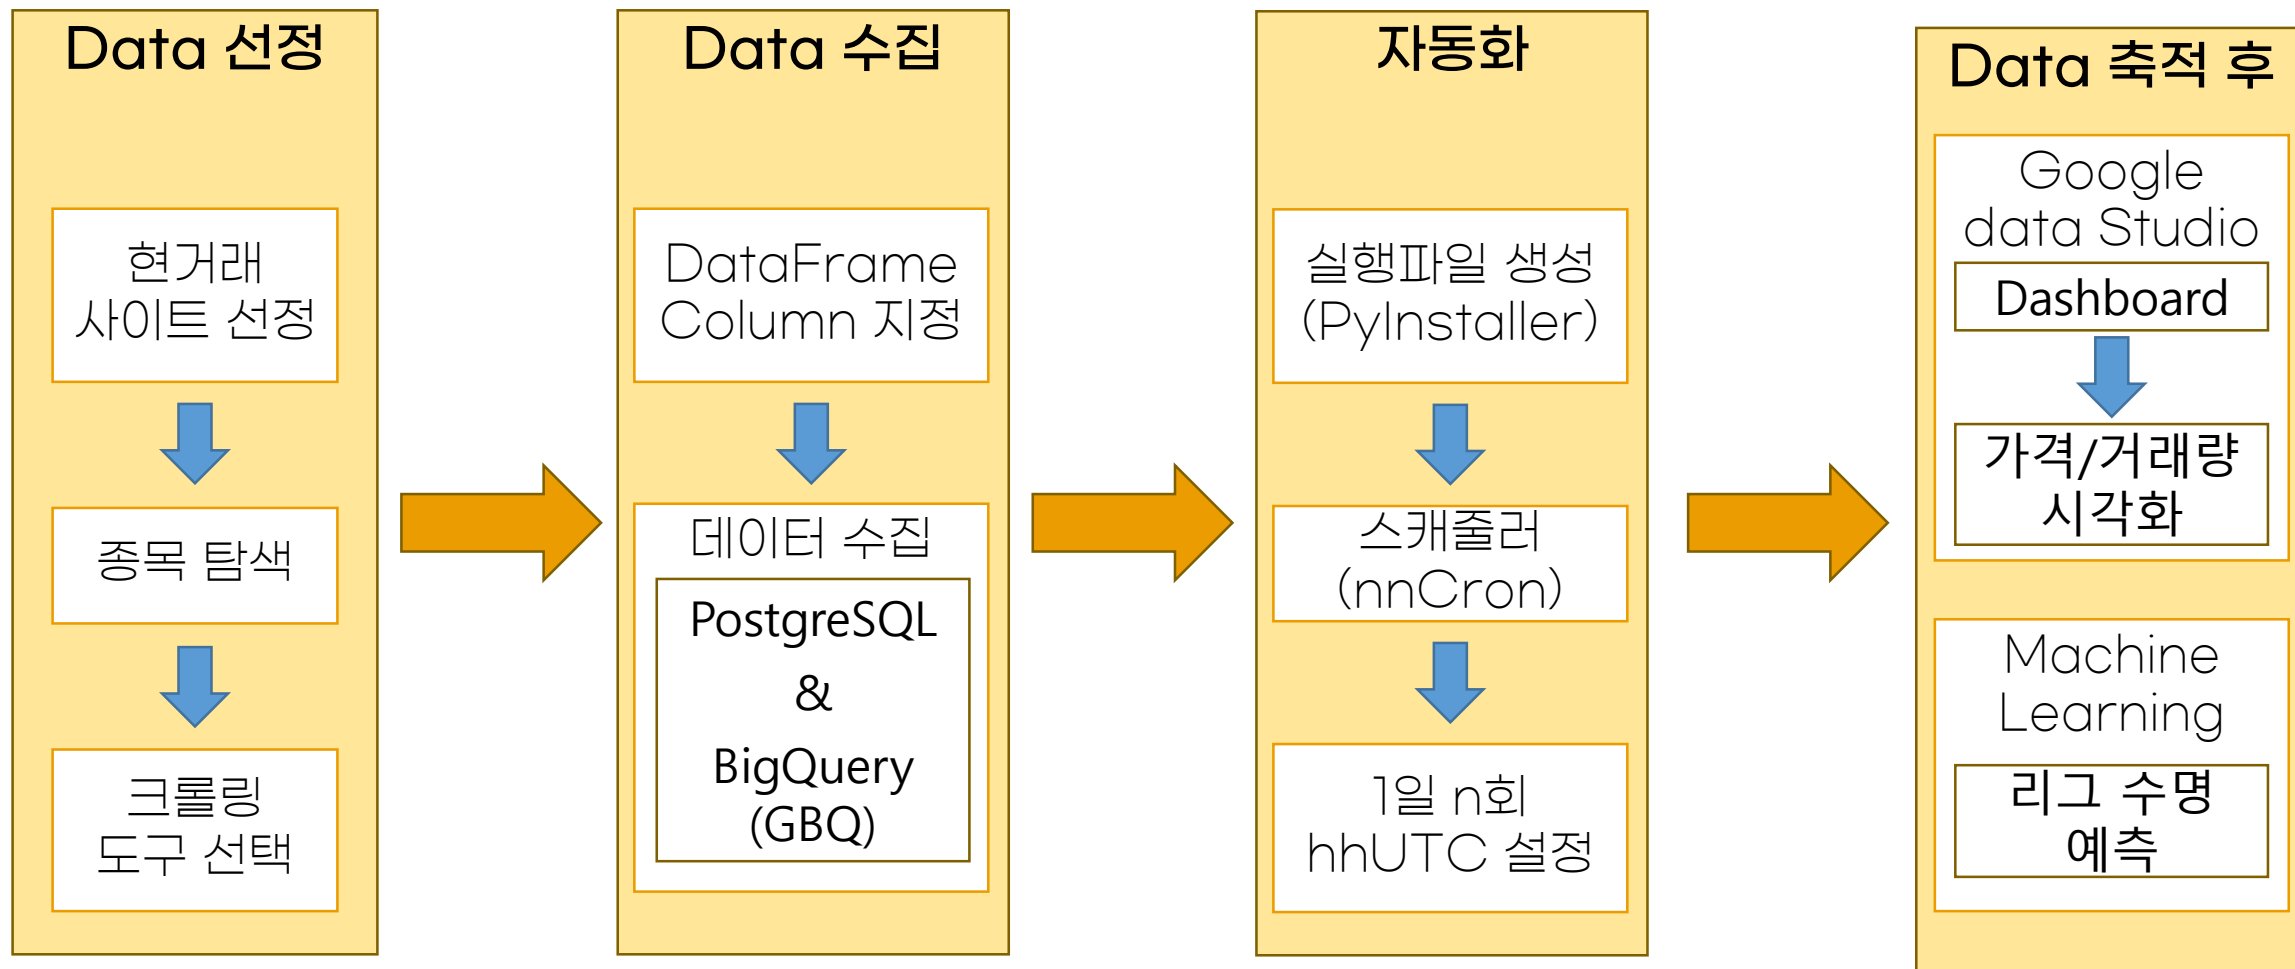 Data 선정
현거래
사이트 선정
종목 탐색
크롤링
도구 선택
Data 수집
DataFrame
Column 지정
데이터 수집
PostgreSQL
&
BigQuery
(GBQ)
자동화
실행파일 생성
(PyInstaller)
스캐줄러
(nnCron)
1일 n회
hhUTC 설정
Data 축적 후
Google
data Studio
Dashboard
가격/거래량
시각화
Machine
Learning
리그 수명
예측